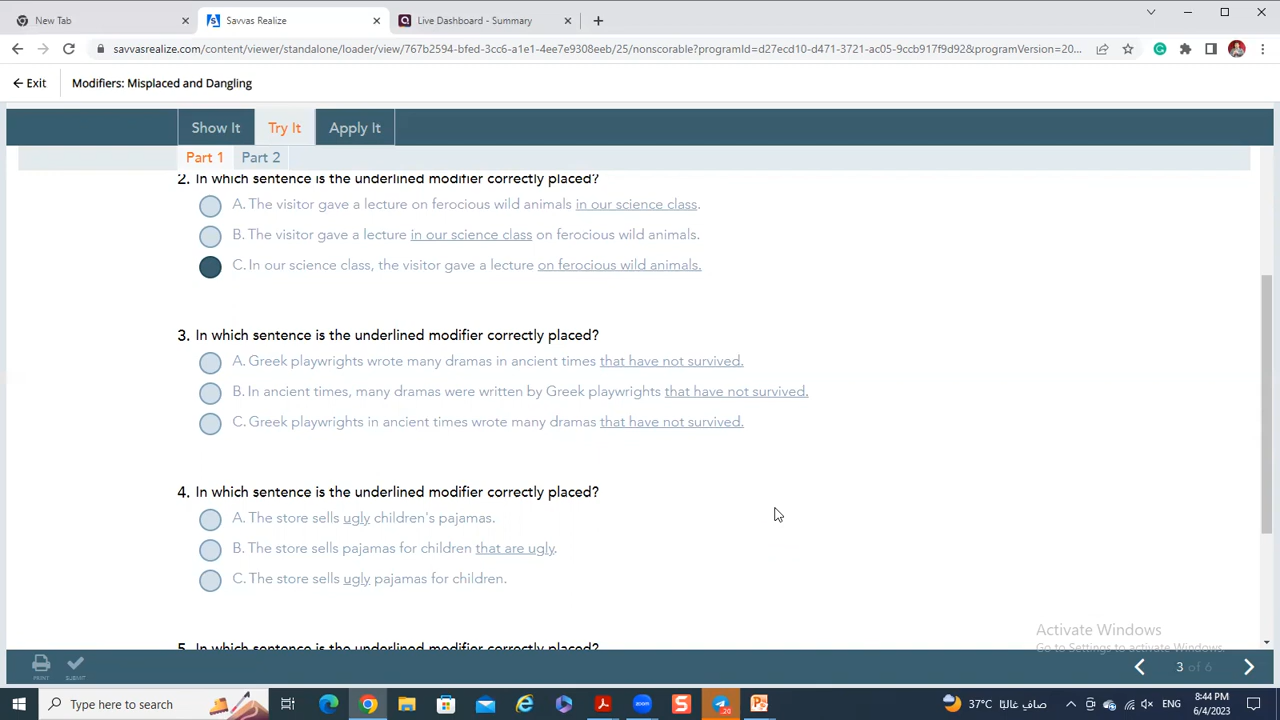 New Tab
Savvas Realize
Live Dashboard - Summary
savvasrealize.com/content/viewer/standalone/loader/view/767b2594-bfed-3cc6-a1e1-4ee7e9308eeb/25/nonscorable?programId=d27ecd10-d471-3721-ac05-9ccb917f9d92&programVersion=20...
Exit
Modifiers: Misplaced and Dangling
Show It
Try It
Apply It
Part 1
Part 2
2. In which sentence is the underlined modifier correctly placed?
A. The visitor gave a lecture on ferocious wild animals in our science class.
B. The visitor gave a lecture in our science class on ferocious wild animals.
C. In our science class, the visitor gave a lecture on ferocious wild animals.
3. In which sentence is the underlined modifier correctly placed?
A. Greek playwrights wrote many dramas in ancient times that have not survived.
B. In ancient times, many dramas were written by Greek playwrights that have not survived.
C. Greek playwrights in ancient times wrote many dramas that have not survived.
4. In which sentence is the underlined modifier correctly placed?
A. The store sells ugly children's pajamas.
B. The store sells pajamas for children that are ugly.
C. The store sells ugly pajamas for children.
5. In which sentence is the underlined modifier correctly placed?
Activate Windows
Go to Settings to activate Windows.
PRINT
SUBMIT
3 of 6
Type here to search
zoom
20
37°C صافٍ غالبًا
ENG
8:44 PM
6/4/2023